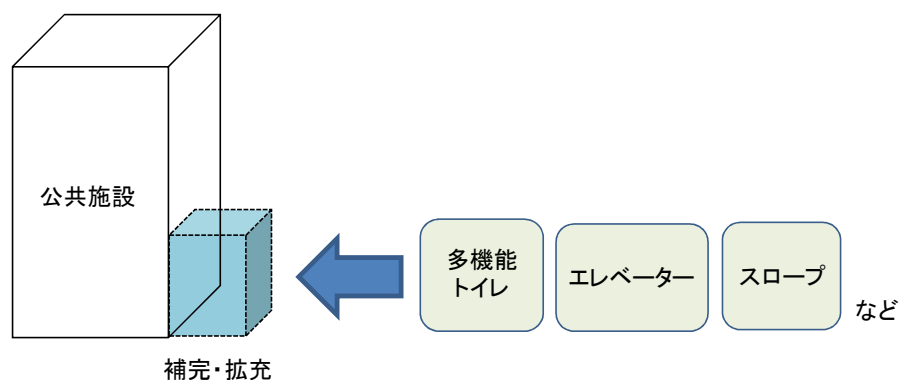 公共施設
多機能
トイレ
エレベーター
スロープ
など
補完・拡充